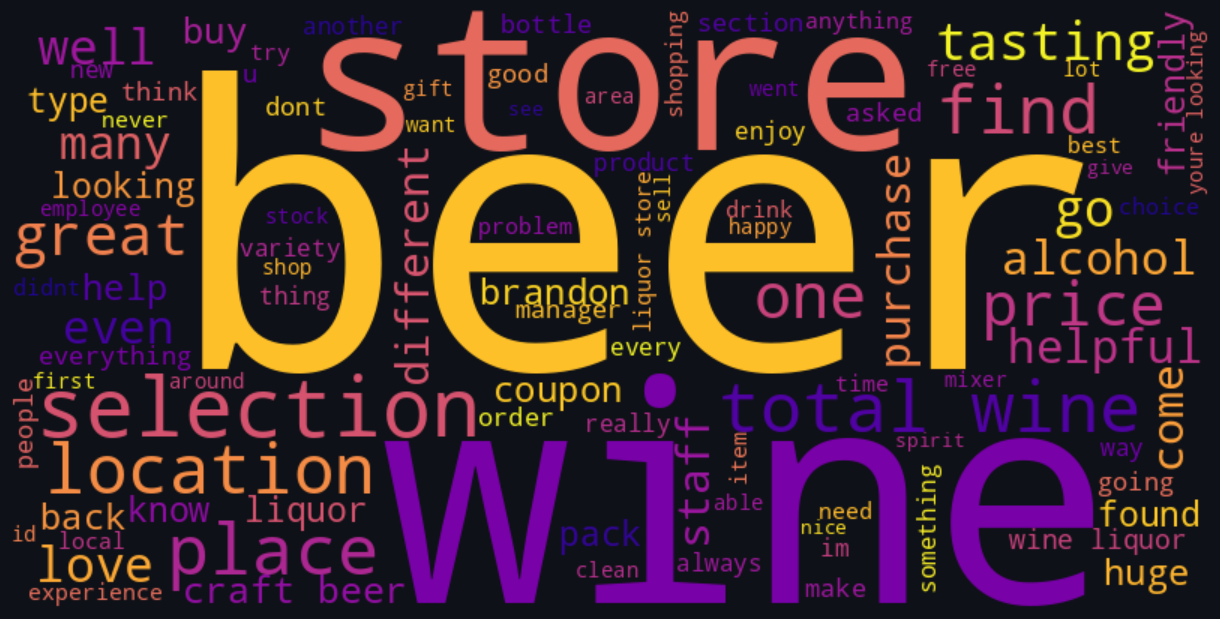 store
tasting
well
buy
another
bottle
section
anything
try
new
u
shopping
friendly
youre looking
free
lot
type
think
never
dont
gift
good
see
area
went
asked
want
enjoy
find
many
best
give
beer
product
different
purchase
looking
employee
great
stock
variety
shop
thing
problem
liquor store
sell
drink
happy
go
choice
alcohol
didnt
help
brandon
manager
one
price
even
everything
every
helpful
first
around
people
selection
coupon
order
really
time
mixer
total wine
come
location
wine
staff
item
spirit
way
able
going
know
liquor
back
id
local
love
place
craft beer
experience
pack
clean
always
need
nice
im
make
something
found
wine liquor
huge